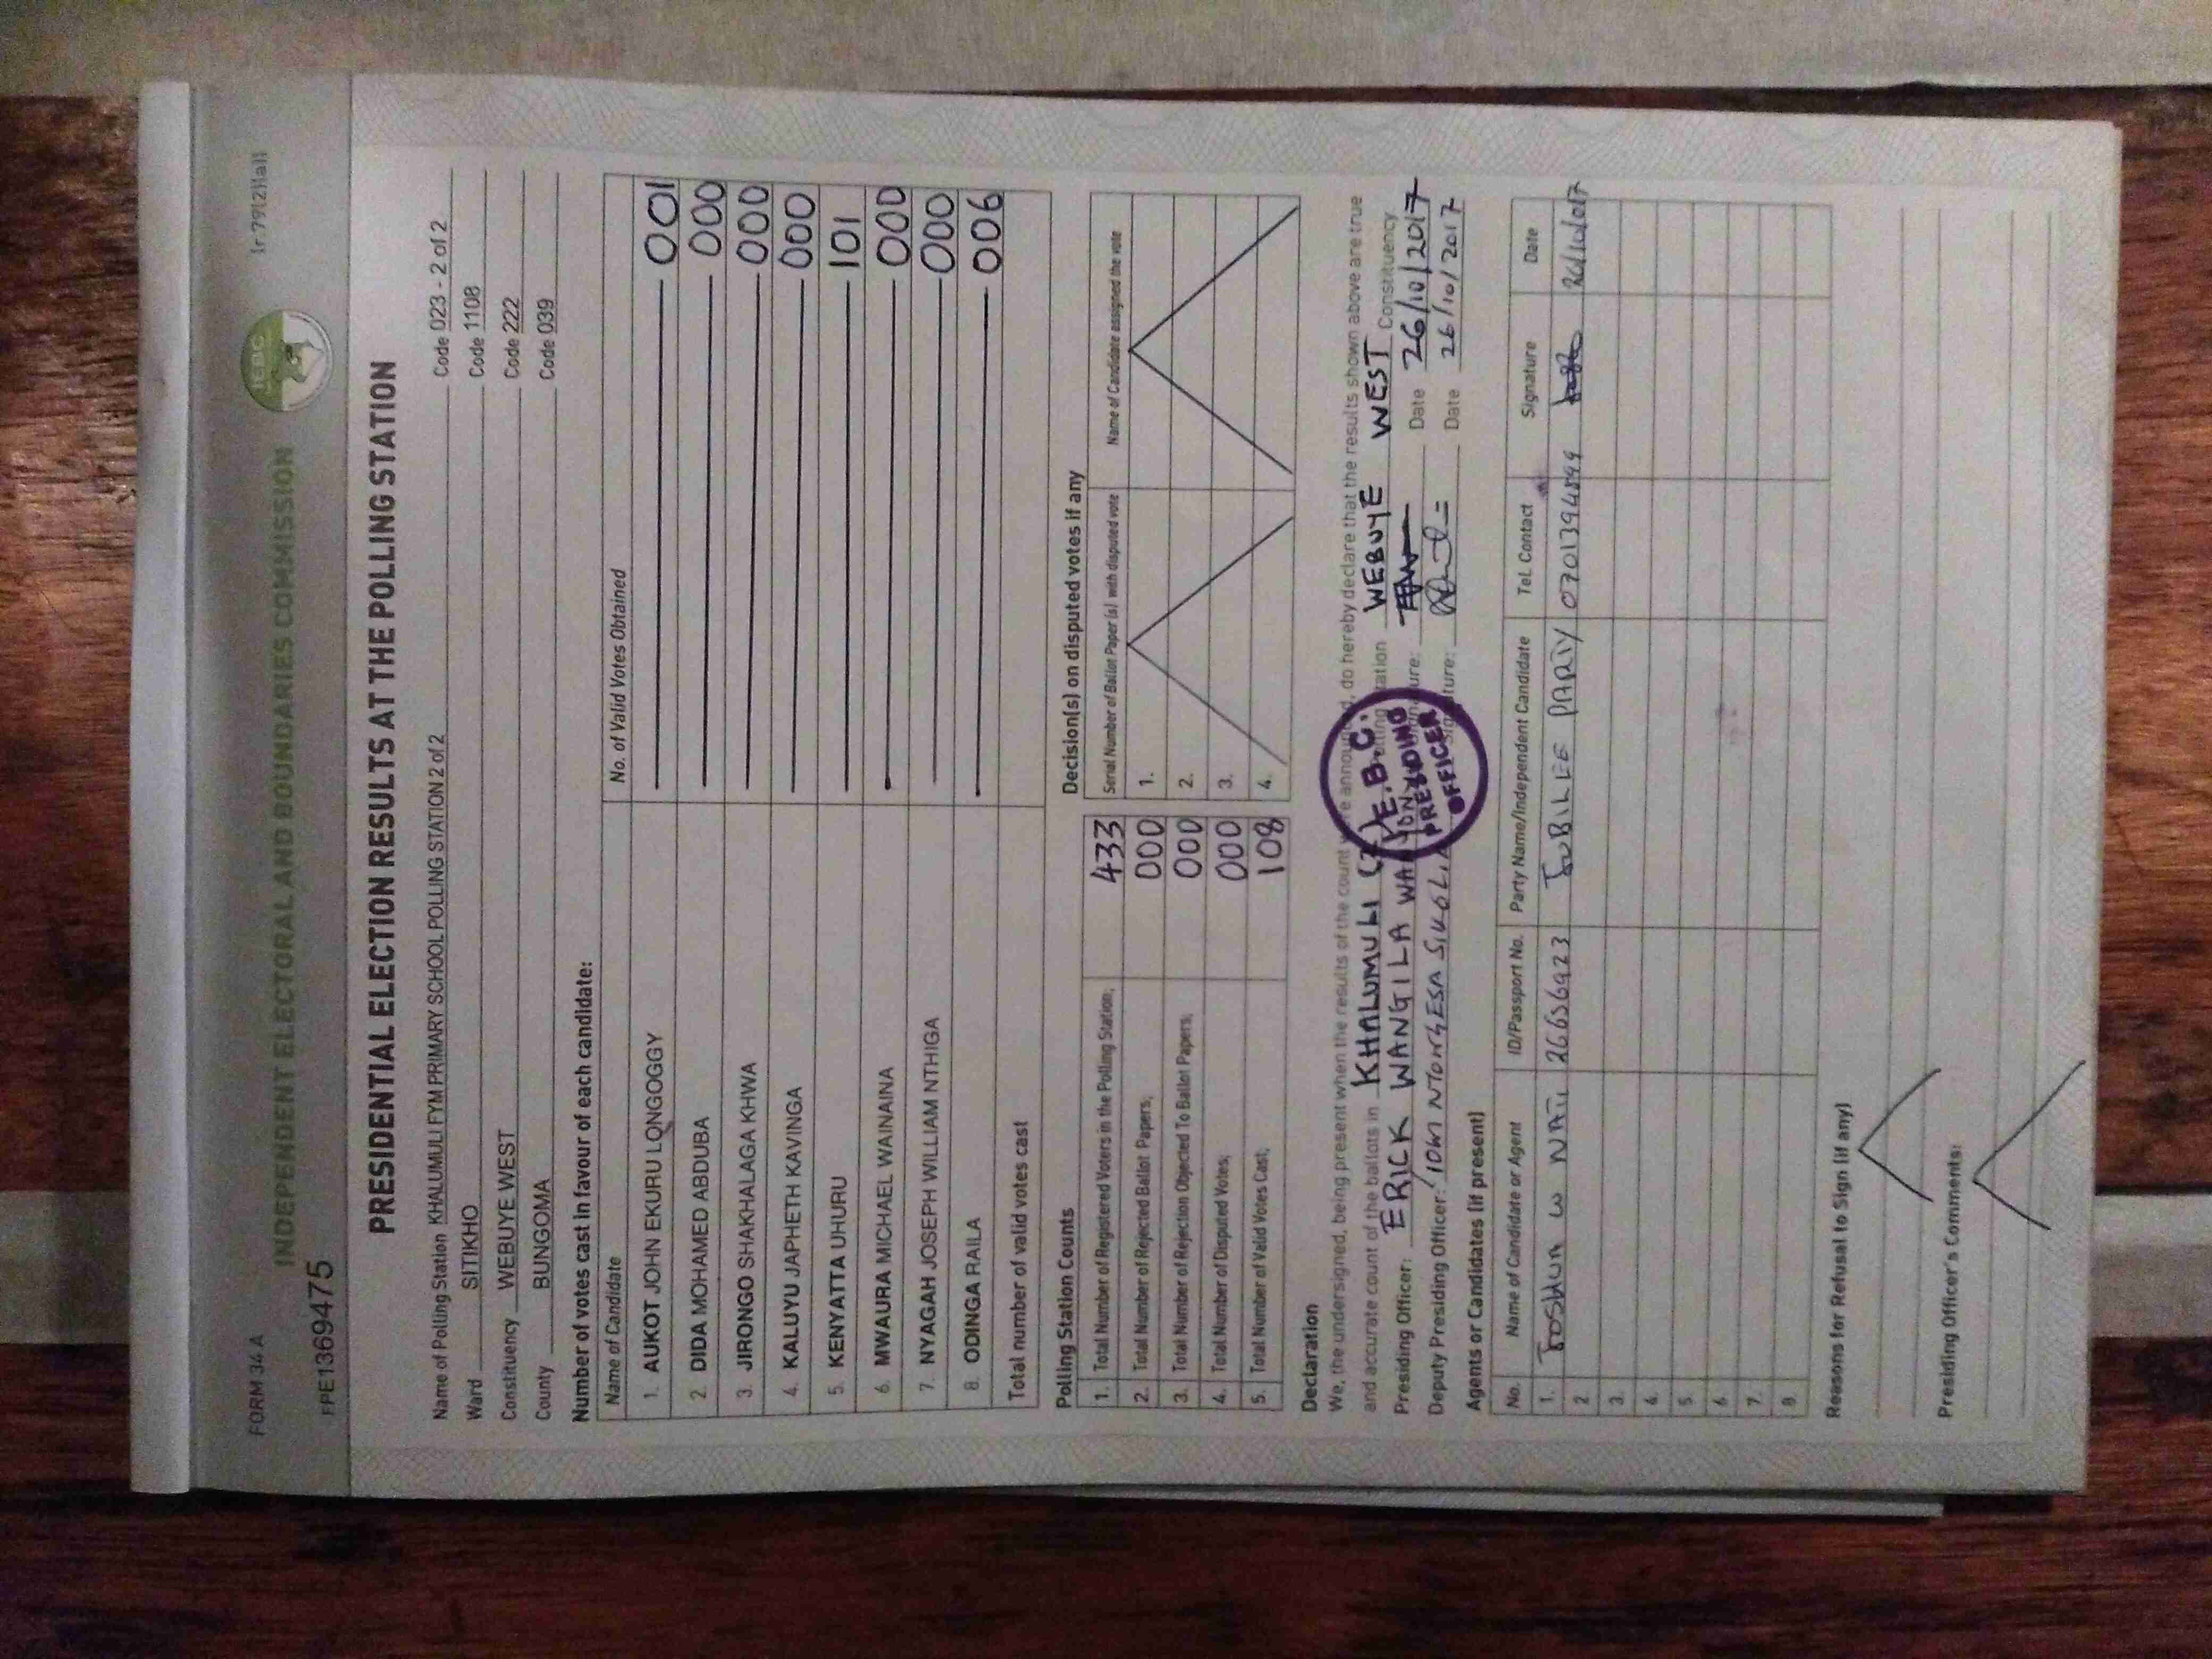 FORM 34 A
(r.79(2)(a))
IEBC
INDEPENDENT ELECTORAL AND BOUNDARIES COMMISSION
PPE1369475
PRESIDENTIAL ELECTION RESULTS AT THE POLLING STATION
Name of Polling Station KHALUMULI FYM PRIMARY SCHOOL POLLING STATION 2 of 2 Code 023 - 2 of 2
Ward SITIKHO Code 1108
Constituency WEBUYE WEST Code 222
County BUNGOMA Code 039
Number of votes cast in favour of each candidate:
Name of Candidate No. of Valid Votes Obtained
1. AUKOT JOHN EKURU LONGOGGY 001
2. DIDA MOHAMED ABDUBA 000
3. JIRONGO SHAKHALAGA KHWA 000
4. KALUYU JAPHETH KAVINGA 000
5. KENYATTA UHURU 101
6. MWAURA MICHAEL WAINAINA 000
7. NYAGAH JOSEPH WILLIAM NTHIGA 000
8. ODINGA RAILA 006
Total number of valid votes cast
Polling Station Counts
1. Total Number of Registered Voters in the Polling Station; 433
2. Total Number of Rejected Ballot Papers; 000
3. Total Number of Rejection Objected To Ballot Papers; 000
4. Total Number of Disputed Votes; 000
5. Total Number of Valid Votes Cast; 108
Decision(s) on disputed votes if any
Serial Number of Ballot Paper (s) with disputed vote Name of Candidate assigned the vote
1.
2.
3.
4.
Declaration
We, the undersigned, being present when the results of the count were announced, do hereby declare that the results shown above are true
and accurate count of the ballots in KHALUMULI (2) Polling Station WEBUYE WEST Constituency
Presiding Officer: ERICK WANGILA Signature: Date 26/10/2017
Deputy Presiding Officer: Signature: Date 26/10/2017
I.E.B.C.
PRESIDING
OFFICER
Agents or Candidates (if present)
No. Name of Candidate or Agent ID/Passport No. Party Name/Independent Candidate Tel. Contact Signature Date
1. JOSHUA W 26656923 JUBILEE PARTY 26/10/2017
2
3
4.
5
6
7.
8
Reasons for Refusal to Sign (if any)
Presiding Officer's Comments: